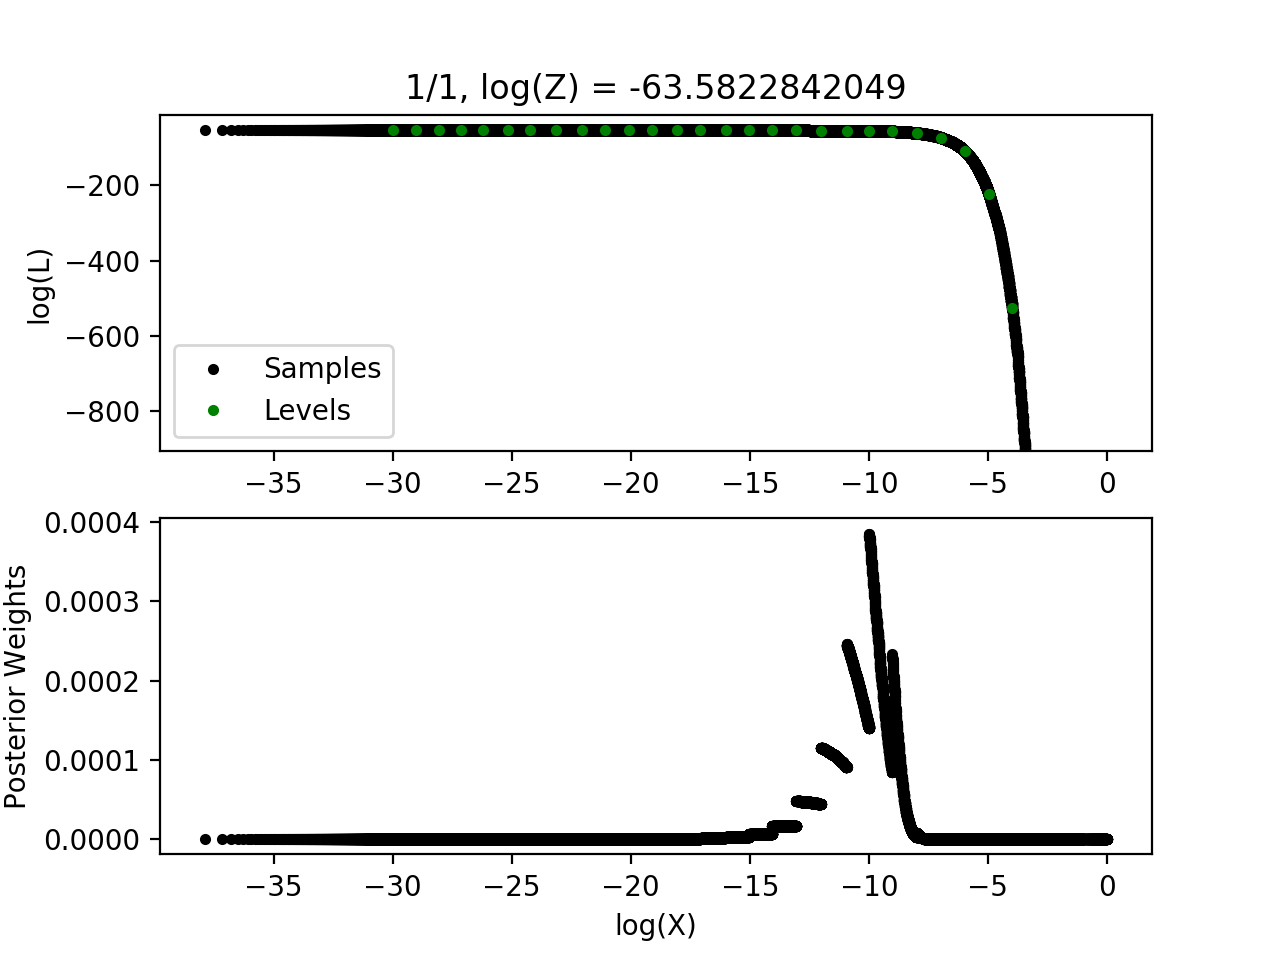 1/1, log(Z) = -63.5822842049
log(L)
−200
−400
−600
−800
Samples
Levels
−35 −30 −25 −20 −15 −10 −5 0
Posterior Weights
0.0004
0.0003
0.0002
0.0001
0.0000
−35 −30 −25 −20 −15 −10 −5 0
log(X)